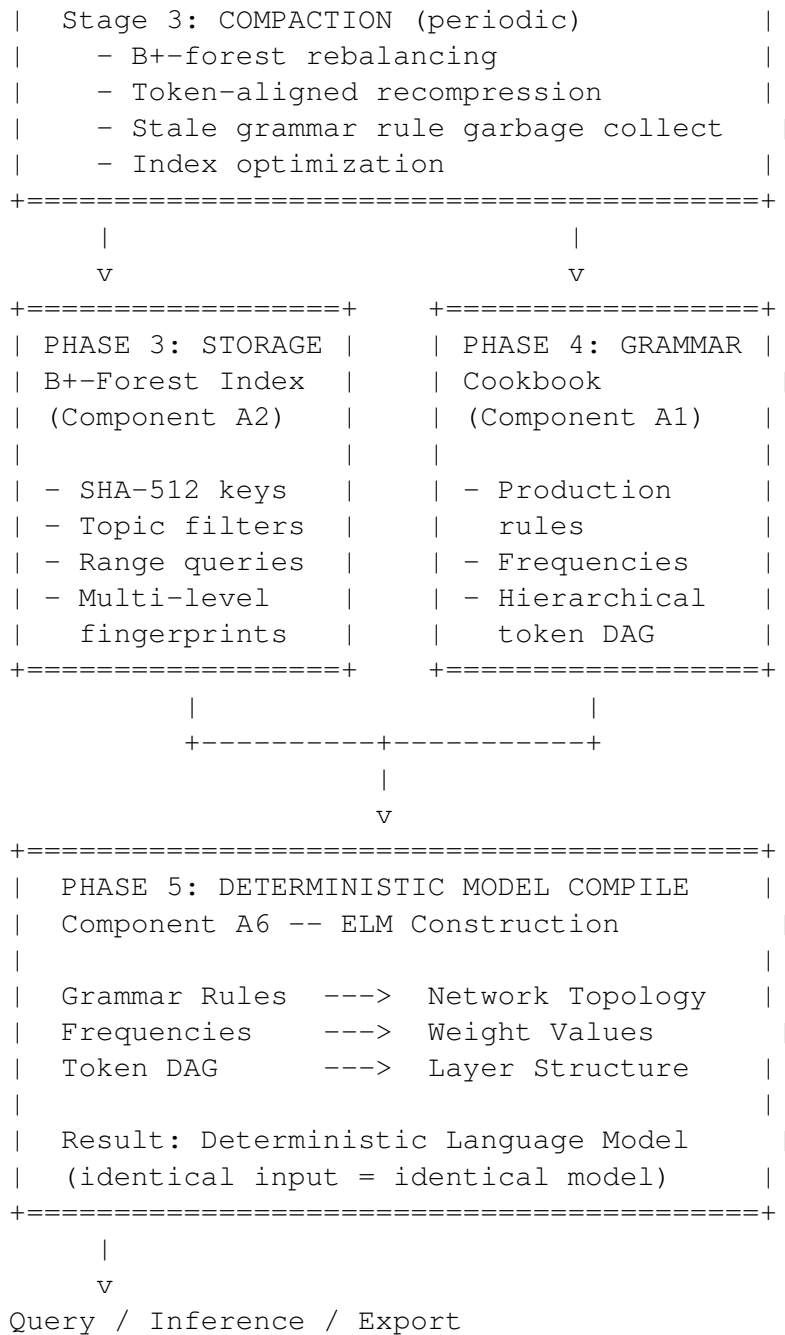 |  Stage 3: COMPACTION (periodic)          |
|    - B+-forest rebalancing               |
|    - Token-aligned recompression         |
|    - Stale grammar rule garbage collect   |
|    - Index optimization                  |
+==========================================+
     |                          |
     v                          v
+==================+    +==================+
| PHASE 3: STORAGE |    | PHASE 4: GRAMMAR |
| B+-Forest Index  |    | Cookbook          |
| (Component A2)   |    | (Component A1)   |
|                  |    |                  |
| - SHA-512 keys   |    | - Production     |
| - Topic filters  |    |   rules          |
| - Range queries  |    | - Frequencies    |
| - Multi-level    |    | - Hierarchical   |
|   fingerprints   |    |   token DAG      |
+==================+    +==================+
          |                      |
          +----------+-----------+
                     |
                     v
+==========================================+
|  PHASE 5: DETERMINISTIC MODEL COMPILE    |
|  Component A6 -- ELM Construction         |
|                                          |
|  Grammar Rules  --->  Network Topology   |
|  Frequencies    --->  Weight Values       |
|  Token DAG      --->  Layer Structure    |
|                                          |
|  Result: Deterministic Language Model     |
|  (identical input = identical model)     |
+==========================================+
     |
     v
Query / Inference / Export